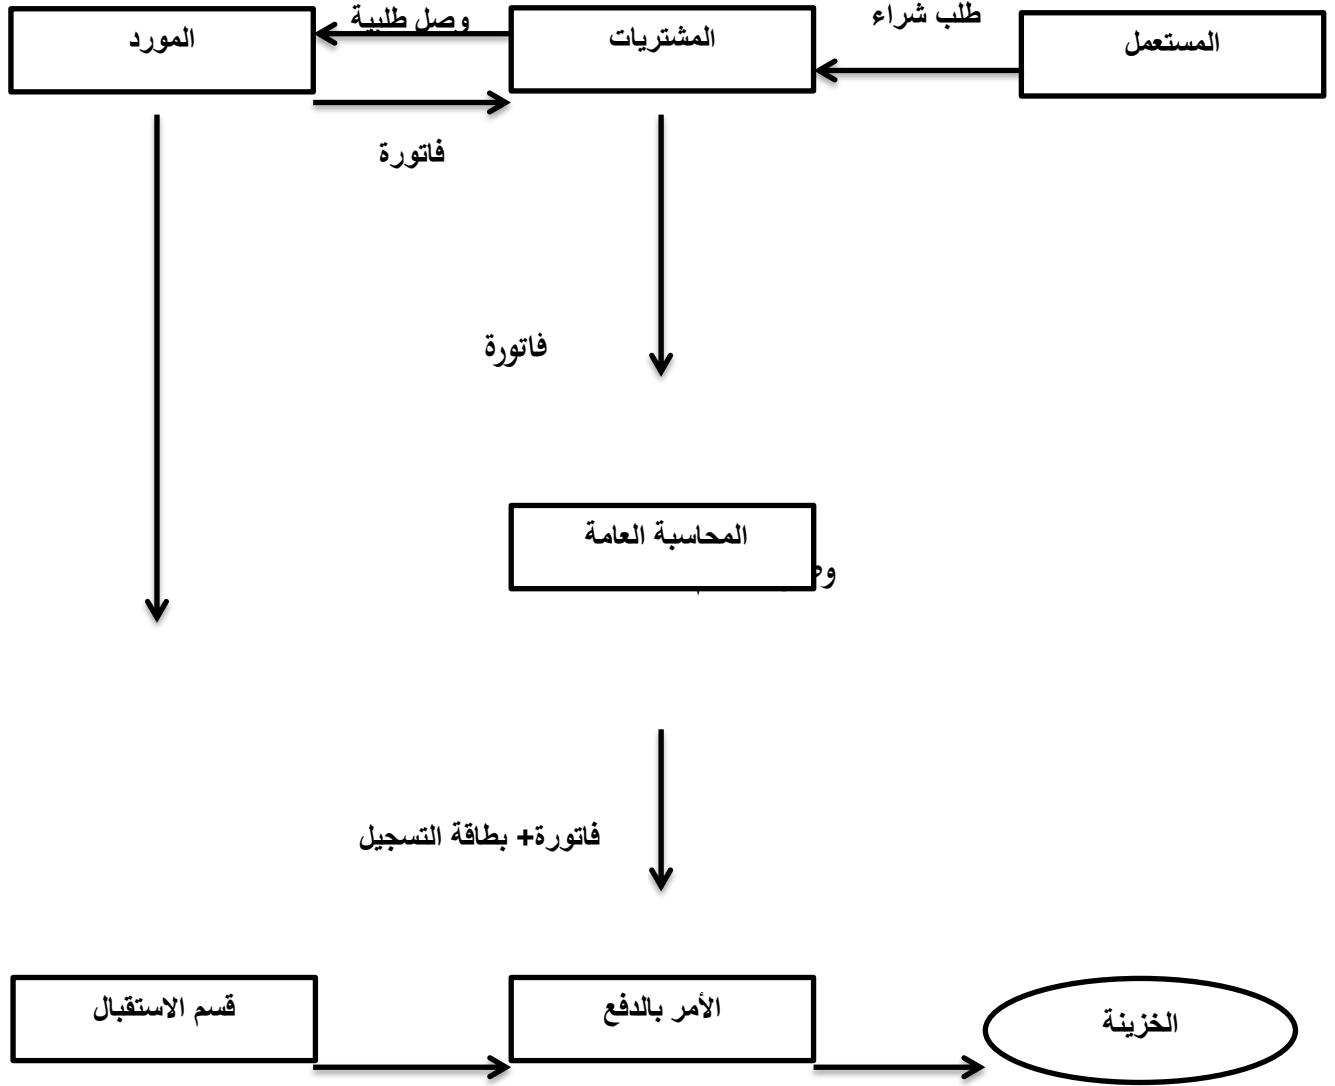 طلب شراء
وصل طلبية
المستعمل
المشتريات
المورد
فاتورة
فاتورة
المحاسبة العامة
فاتورة+ بطاقة التسجيل
قسم الاستقبال
الأمر بالدفع
الخزينة